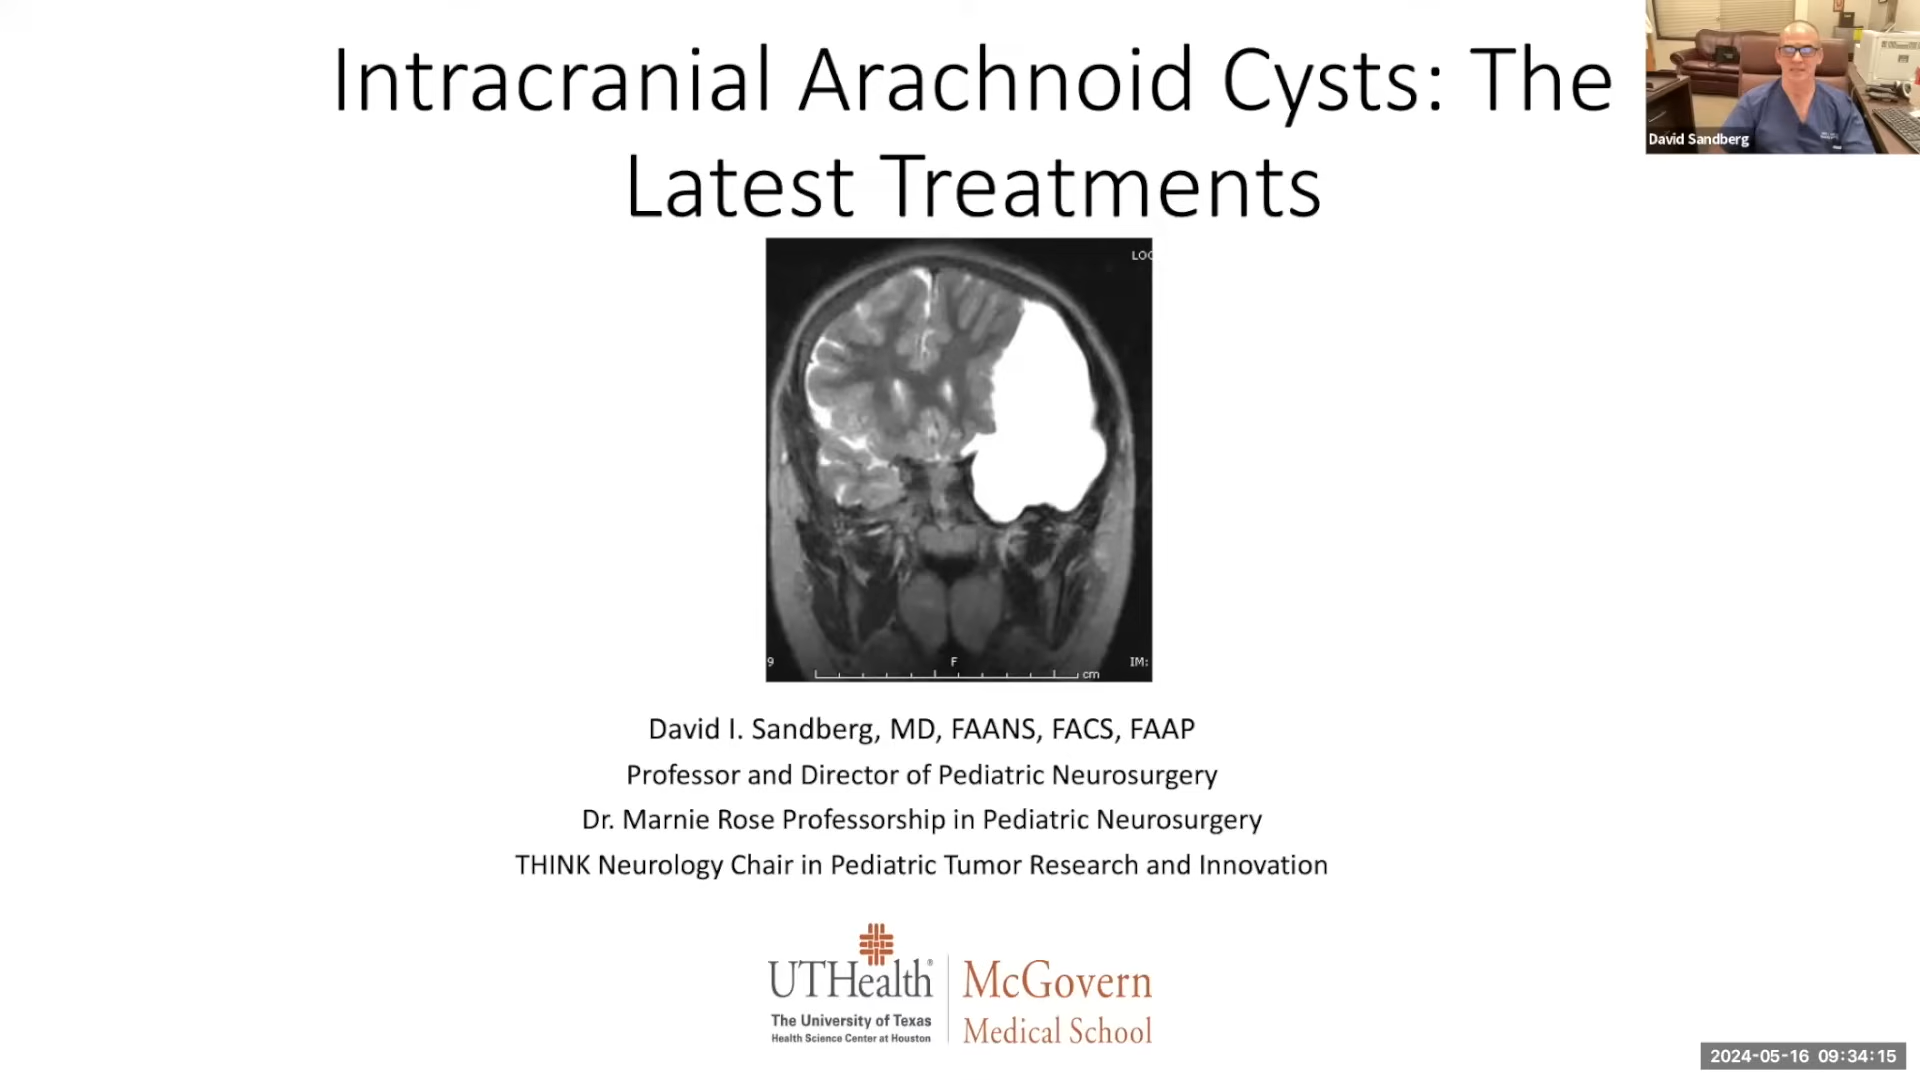 Intracranial Arachnoid Cysts: The
Latest Treatments
David Sandberg
LOC
9
F
IM:
cm
David I. Sandberg, MD, FAANS, FACS, FAAP
Professor and Director of Pediatric Neurosurgery
Dr. Marnie Rose Professorship in Pediatric Neurosurgery
THINK Neurology Chair in Pediatric Tumor Research and Innovation
UTHealth®
The University of Texas
Health Science Center at Houston
McGovern
Medical School
2024-05-16 09:34:15